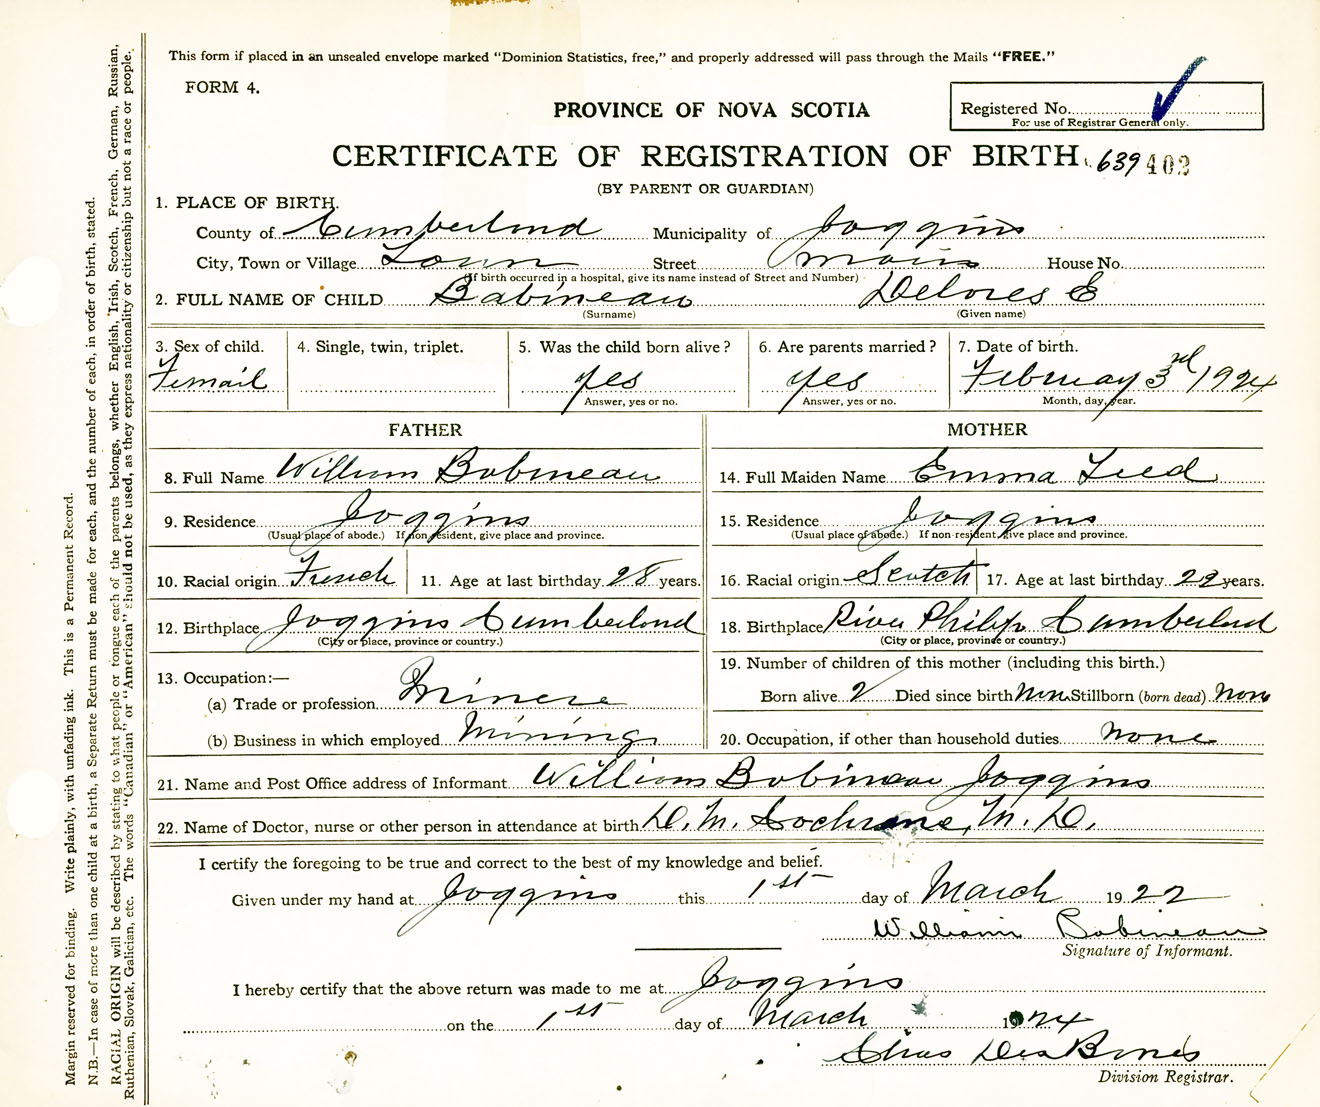 This form if placed in an unsealed envelope marked "Dominion Statistics, free," and properly addressed will pass through the Mails "FREE."
FORM 4.
PROVINCE OF NOVA SCOTIA
Registered No.
For use of Registrar General only.
CERTIFICATE OF REGISTRATION OF BIRTH 639 402
(BY PARENT OR GUARDIAN)
1. PLACE OF BIRTH.
County of Cumberland Municipality of Joggins
City, Town or Village Town Street Main House No.
(If birth occurred in a hospital, give its name instead of Street and Number)
2. FULL NAME OF CHILD Babineau Delores E
(Surname) (Given name)
3. Sex of child. 4. Single, twin, triplet. 5. Was the child born alive? 6. Are parents married? 7. Date of birth.
Femail yes yes February 3rd 1924
Answer, yes or no. Answer, yes or no. Month, day, year.
FATHER MOTHER
8. Full Name William Bobineau 14. Full Maiden Name Emma
9. Residence Joggins 15. Residence Joggins
(Usual place of abode.) If non-resident, give place and province. (Usual place of abode.) If non-resident, give place and province.
10. Racial origin French 11. Age at last birthday 28 years. 16. Racial origin Scotch 17. Age at last birthday 22 years.
12. Birthplace Joggins Cumberland 18. Birthplace River Philip Cumberland
(City or place, province or country.) (City or place, province or country.)
13. Occupation:— 19. Number of children of this mother (including this birth.)
(a) Trade or profession Minere Born alive 2 Died since birth Non Stillborn (born dead) Non
(b) Business in which employed Mining 20. Occupation, if other than household duties None
21. Name and Post Office address of Informant William Bobineau Joggins
22. Name of Doctor, nurse or other person in attendance at birth D. M. Cochrane, M. D.
I certify the foregoing to be true and correct to the best of my knowledge and belief.
Given under my hand at Joggins this 1st day of March 1922
William Bobineau
Signature of Informant.
I hereby certify that the above return was made to me at Joggins
on the 1st day of March 1924
Chas
Division Registrar.
Margin reserved for binding. Write plainly, with unfading ink. This is a Permanent Record.
N.B.—In case of more than one child at a birth, a Separate Return must be made for each, and the number of each, in order of birth, stated.
RACIAL ORIGIN will be described by stating to what people or tongue each of the parents belongs, whether English, Irish, Scotch, French, German, Russian,
Ruthenian, Slovak, Galician, etc. The words "Canadian" or "American" should not be used, as they express nationality or citizenship but not a race or people.